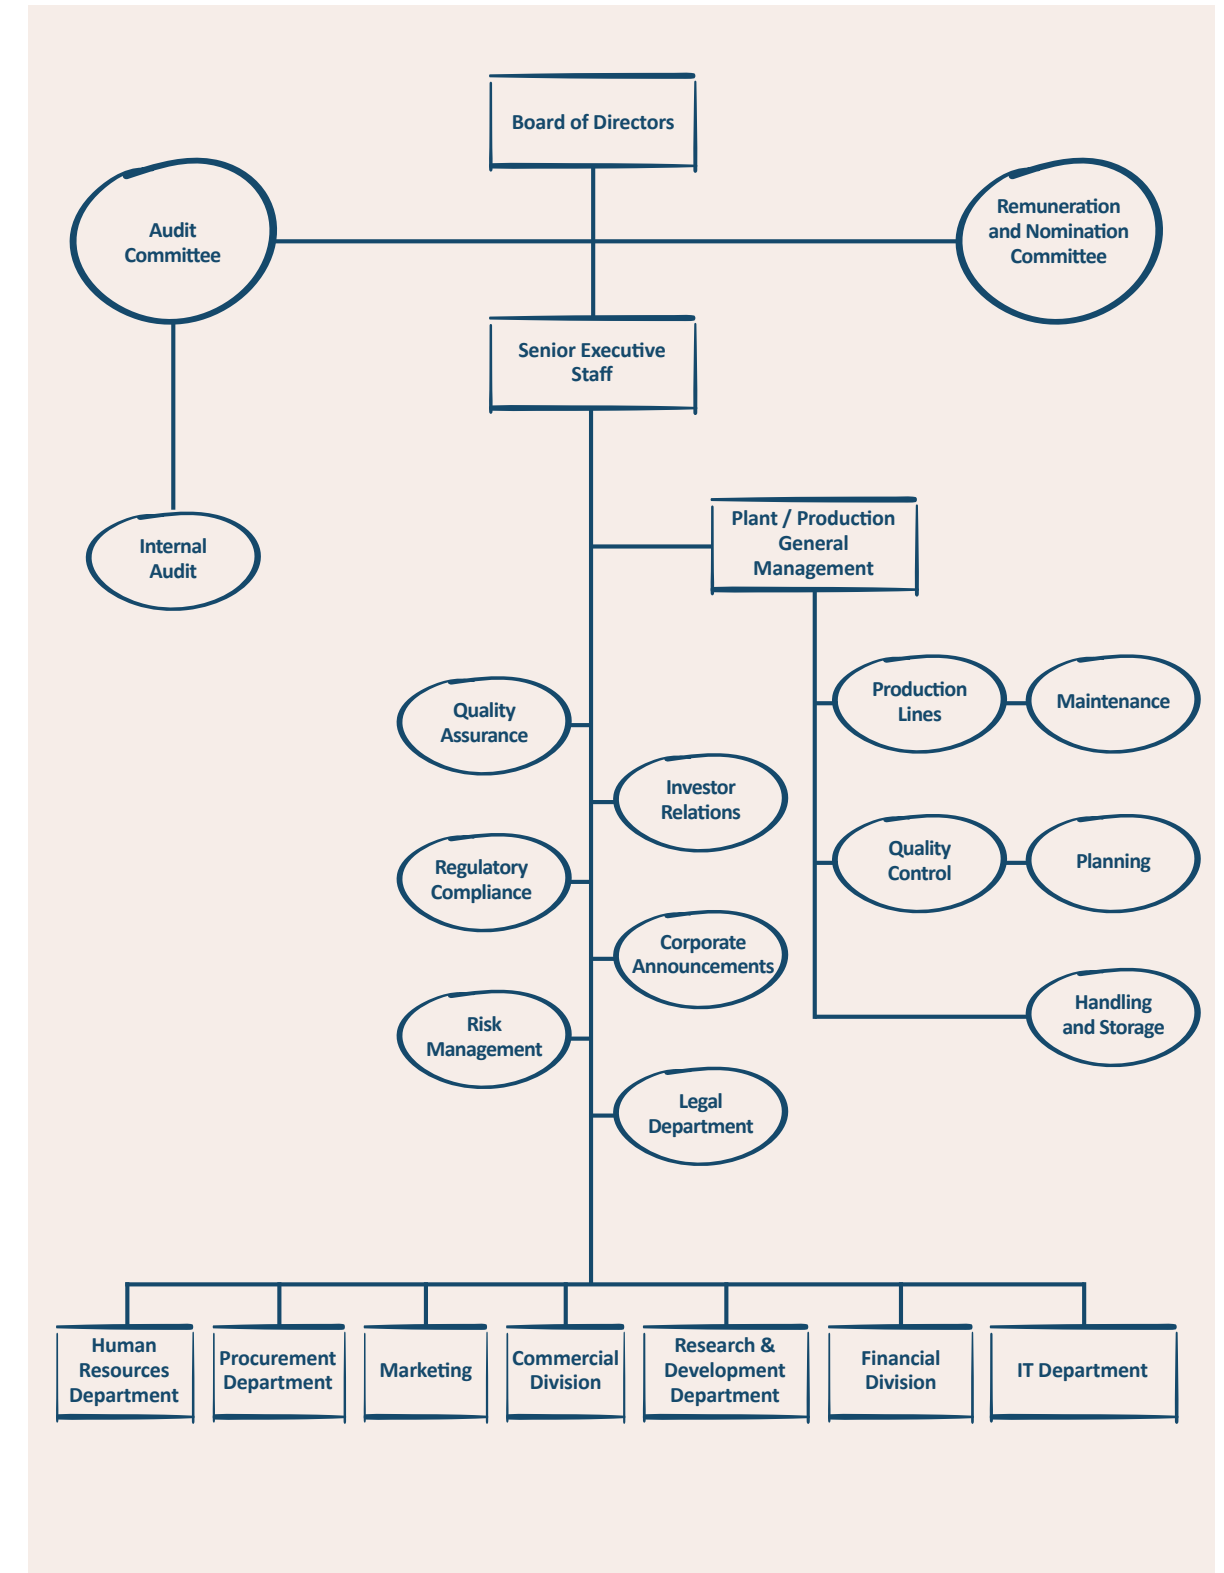 Board of Directors
Audit
Committee
Remuneration
and Nomination
Committee
Senior Executive
Staff
Internal
Audit
Plant / Production
General
Management
Quality
Assurance
Production
Lines
Maintenance
Investor
Relations
Regulatory
Compliance
Quality
Control
Planning
Corporate
Announcements
Risk
Management
Handling
and Storage
Legal
Department
Human
Resources
Department
Procurement
Department
Marketing
Commercial
Division
Research &
Development
Department
Financial
Division
IT Department